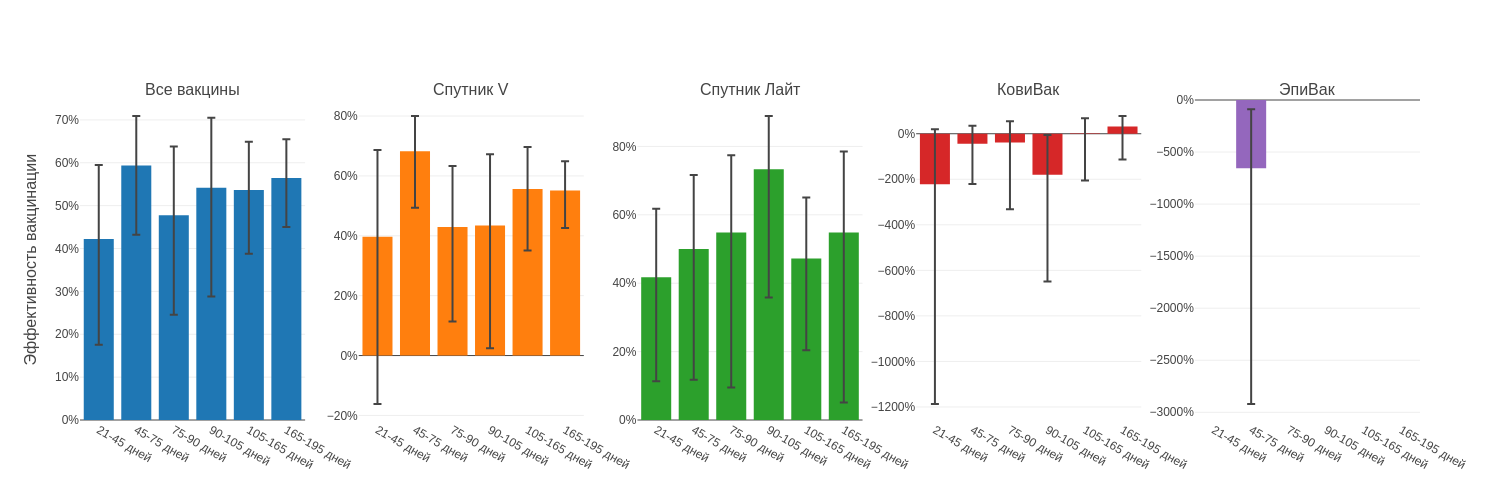 Все вакцины
Спутник V
Спутник Лайт
КовиВак
ЭпиВак
Эффективность вакцинации
70%
60%
50%
40%
30%
20%
10%
0%
21-45 дней
45-75 дней
75-90 дней
90-105 дней
105-165 дней
165-195 дней
80%
60%
40%
20%
0%
−20%
21-45 дней
45-75 дней
75-90 дней
90-105 дней
105-165 дней
165-195 дней
80%
60%
40%
20%
0%
21-45 дней
45-75 дней
75-90 дней
90-105 дней
105-165 дней
165-195 дней
0%
−200%
−400%
−600%
−800%
−1000%
−1200%
21-45 дней
45-75 дней
75-90 дней
90-105 дней
105-165 дней
165-195 дней
0%
−500%
−1000%
−1500%
−2000%
−2500%
−3000%
21-45 дней
45-75 дней
75-90 дней
90-105 дней
105-165 дней
165-195 дней